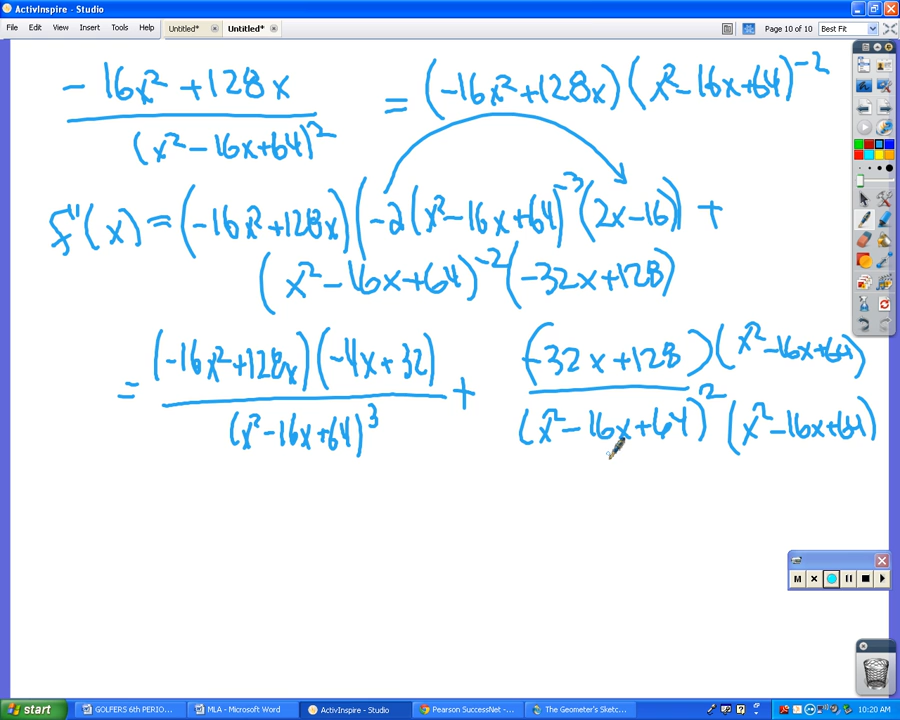 ActivInspire - Studio
File Edit View Insert Tools Help Untitled* Untitled* Page 10 of 10 Best Fit
-16x² + 128x / (x² - 16x + 64)² = (-16x² + 128x)(x² - 16x + 64)⁻²
f''(x) = (-16x² + 128x)(-2(x² - 16x + 64)⁻³(2x - 16)) +
(x² - 16x + 64)⁻²(-32x + 128)
= (-16x² + 128x)(-4x + 32) / (x² - 16x + 64)³ + (-32x + 128)(x² - 16x + 64) / (x² - 16x + 64)²(x² - 16x + 64)
M
start GOLFERS 6th PERIO... MLA - Microsoft Word ActivInspire - Studio Pearson SuccessNet -... The Geometer's Sketc... 10:20 AM